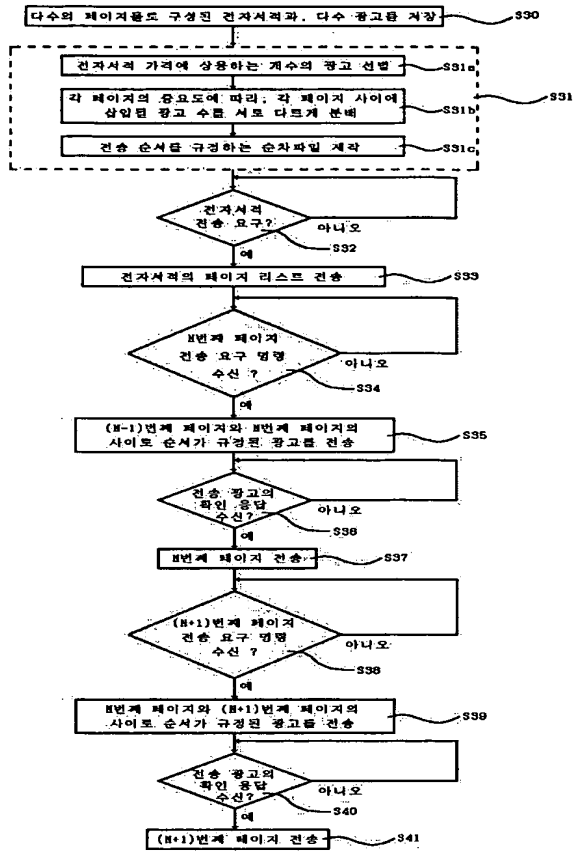 다수의 페이지들로 구성된 전자서적과, 다수 광고를 저장
S30
전자서적 가격에 상응하는 개수의 광고 선별
S31a
S31
각 페이지의 중요도에 따라, 각 페이지 사이에
삽입될 광고 수를 서로 다르게 분배
S31b
전송 순서를 규정하는 순차파일 제작
S31c
전자서적
전송 요구?
아니오
S32
예
전자서적의 페이지 리스트 전송
S33
N번째 페이지
전송 요구 명령
수신 ?
아니오
S34
예
(N-1)번째 페이지와 N번째 페이지의
사이로 순서가 규정된 광고를 전송
S35
전송 광고의
확인 응답
수신?
아니오
S36
예
N번째 페이지 전송
S37
(N+1)번째 페이지
전송 요구 명령
수신 ?
아니오
S38
예
N번째 페이지와 (N+1)번째 페이지의
사이로 순서가 규정된 광고를 전송
S39
전송 광고의
확인 응답
수신?
아니오
S40
예
(N+1)번째 페이지 전송
S41